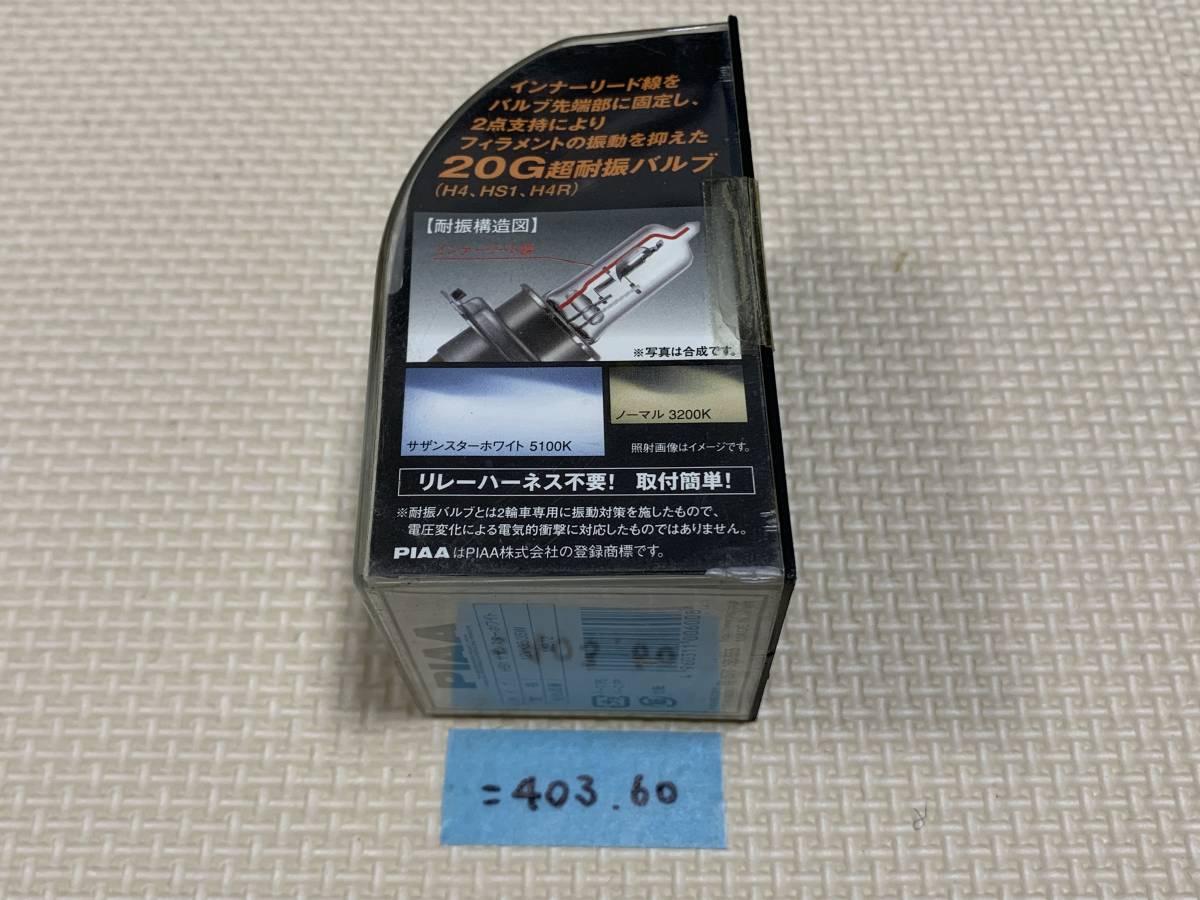 インナーリード線を
バルブ先端部に固定し、
2点支持により
フィラメントの振動を抑えた
20G超耐振バルブ
(H4、HS1、H4R)
【耐振構造図】
インナーリード線
※写真は合成です。
サザンスターホワイト 5100K
ノーマル 3200K
照射画像はイメージです。
リレーハーネス不要! 取付簡単!
※耐振バルブとは2輪車専用に振動対策を施したもので、
電圧変化による電気的衝撃に対応したものではありません。
PIAAはPIAA株式会社の登録商標です。
PIAA
=403.60